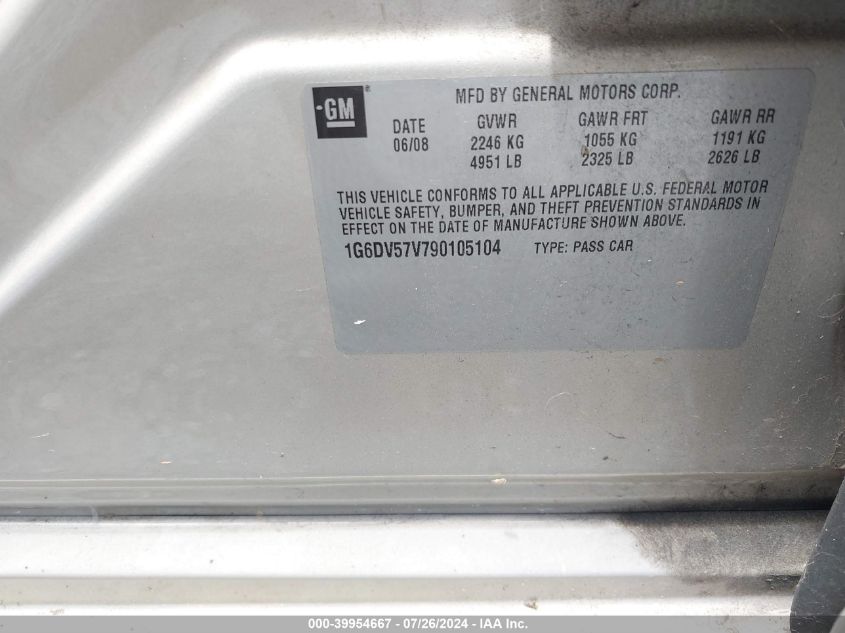 GM
MFD BY GENERAL MOTORS CORP.
DATE GVWR GAWR FRT GAWR RR
06/08 2246 KG 1055 KG 1191 KG
4951 LB 2325 LB 2626 LB
THIS VEHICLE CONFORMS TO ALL APPLICABLE U.S. FEDERAL MOTOR
VEHICLE SAFETY, BUMPER, AND THEFT PREVENTION STANDARDS IN
EFFECT ON THE DATE OF MANUFACTURE SHOWN ABOVE.
1G6DV57V790105104 TYPE: PASS CAR
000-39954667 - 07/26/2024 - IAA Inc.